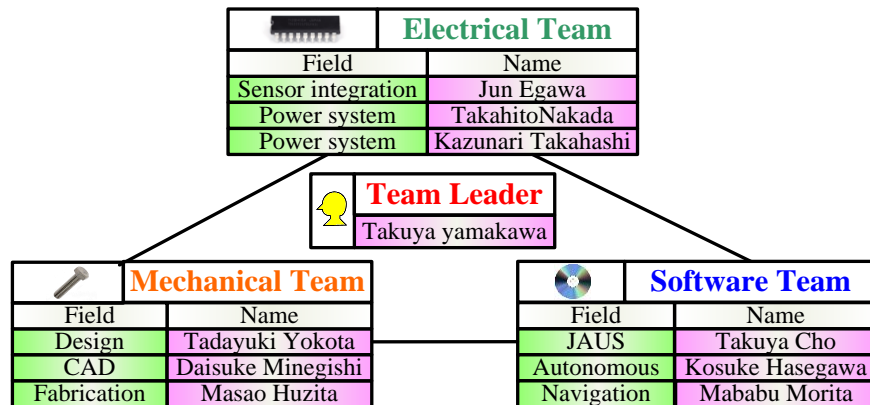 Electrical Team
Field Name
Sensor integration Jun Egawa
Power system TakahitoNakada
Power system Kazunari Takahashi
Team Leader
Takuya yamakawa
Mechanical Team
Field Name
Design Tadayuki Yokota
CAD Daisuke Minegishi
Fabrication Masao Huzita
Software Team
Field Name
JAUS Takuya Cho
Autonomous Kosuke Hasegawa
Navigation Mababu Morita